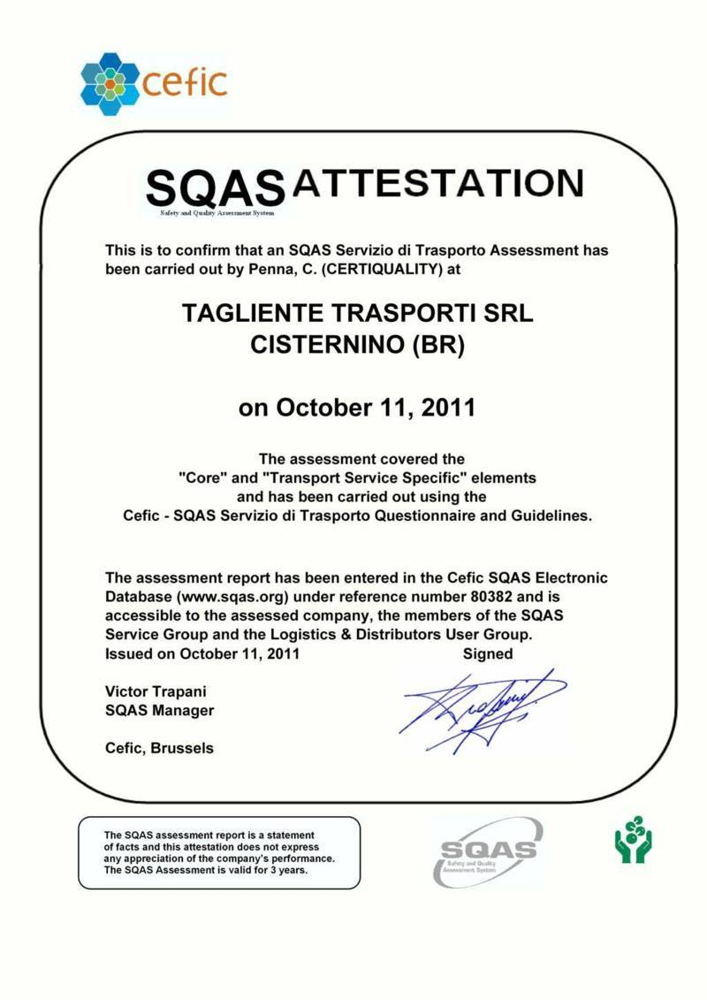 cefic
SQAS ATTESTATION
Safety and Quality Assessment System
This is to confirm that an SQAS Servizio di Trasporto Assessment has
been carried out by Penna, C. (CERTIQUALITY) at
TAGLIENTE TRASPORTI SRL
CISTERNINO (BR)
on October 11, 2011
The assessment covered the
"Core" and "Transport Service Specific" elements
and has been carried out using the
Cefic - SQAS Servizio di Trasporto Questionnaire and Guidelines.
The assessment report has been entered in the Cefic SQAS Electronic
Database (www.sqas.org) under reference number 80382 and is
accessible to the assessed company, the members of the SQAS
Service Group and the Logistics & Distributors User Group.
Issued on October 11, 2011 Signed
Victor Trapani
SQAS Manager
Cefic, Brussels
The SQAS assessment report is a statement
of facts and this attestation does not express
any appreciation of the company's performance.
The SQAS Assessment is valid for 3 years.
SQAS
Safety and Quality
Assessment System